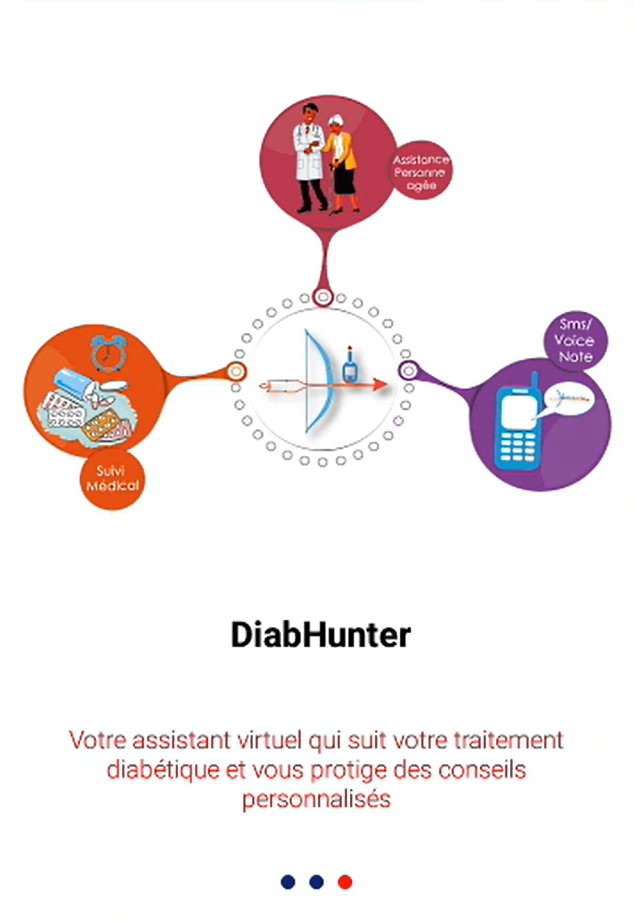 Assistance
Personne
agée
Sms/
Voice
Note
Suivi
Médical
DiabHunter
Votre assistant virtuel qui suit votre traitement
diabétique et vous protige des conseils
personnalisés